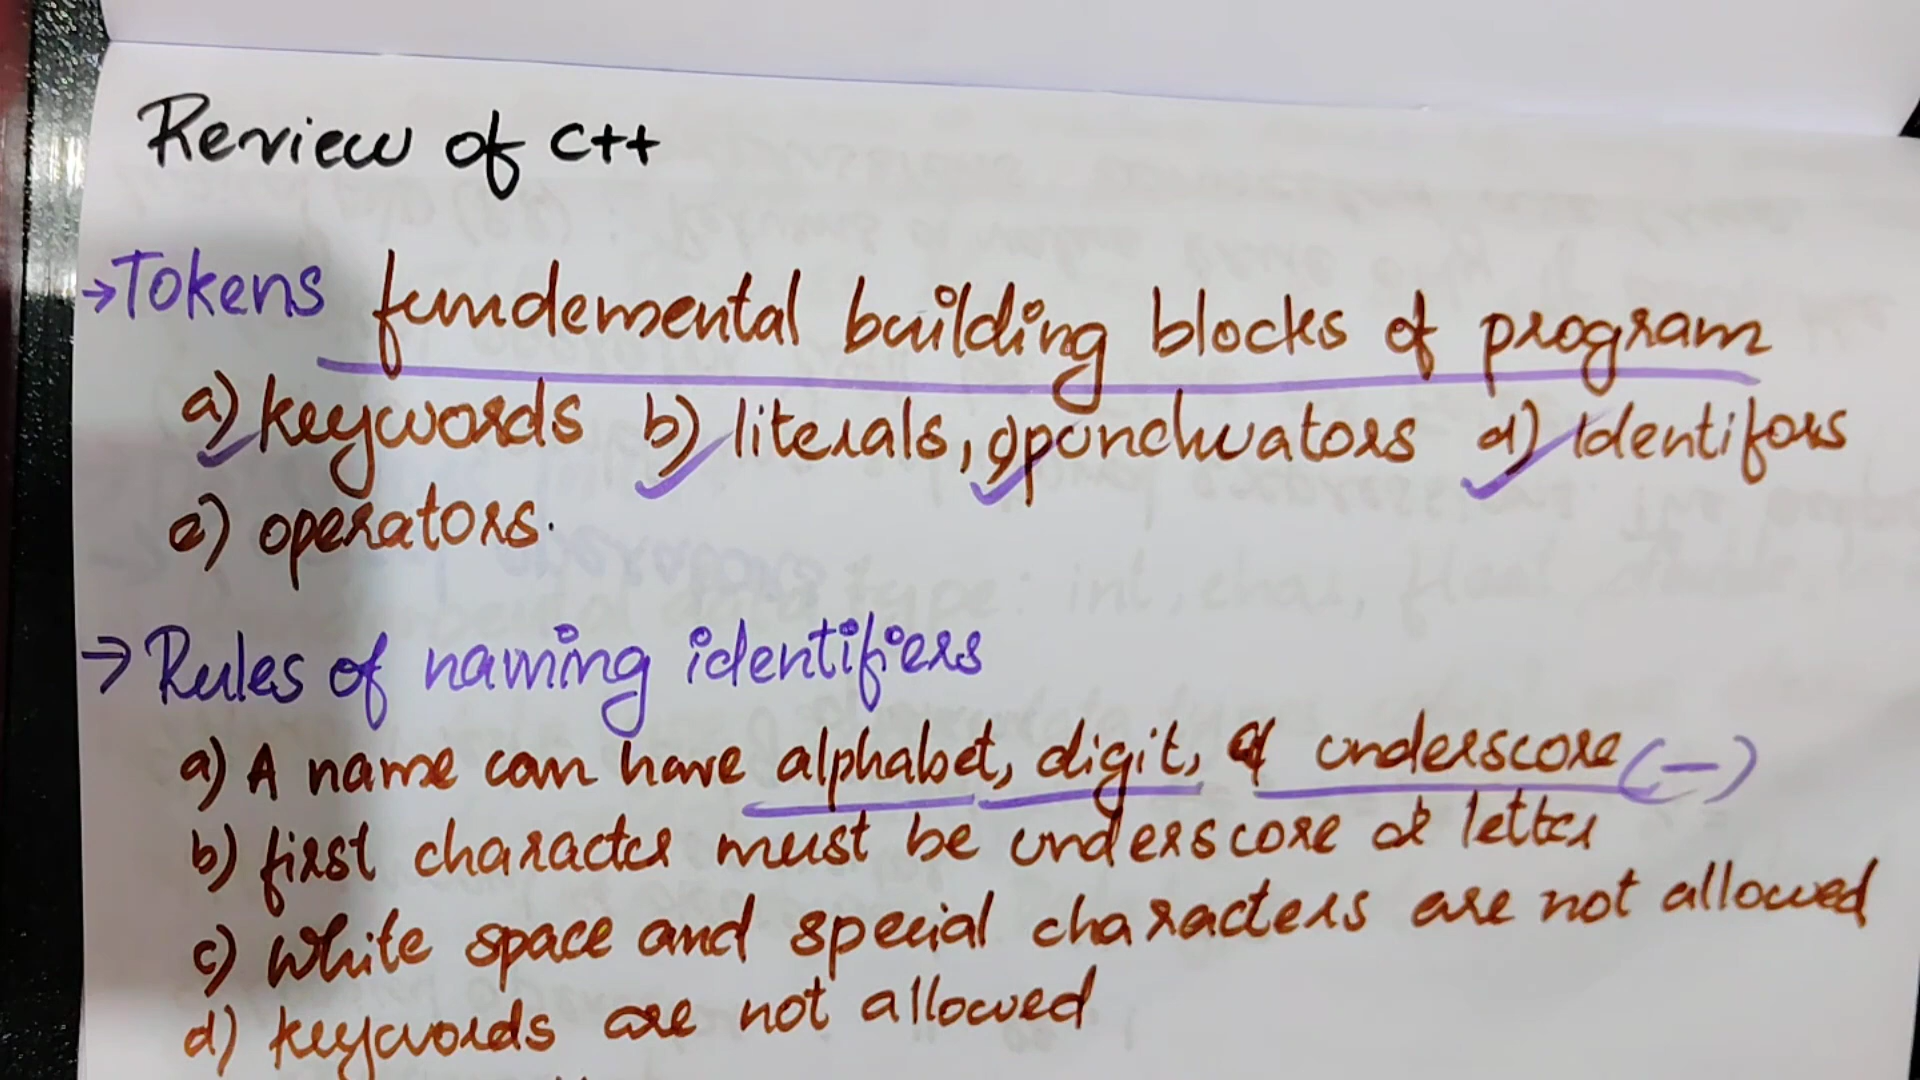 Review of C++
→Tokens fundemental building blocks of program
a) keywords b) literals, c) punchuators d) Identifors
e) operators.
→ Rules of naming identifiers
a) A name can have alphabet, digit, & underscore (_)
b) first character must be underscore or letter
c) White space and special characters are not allowed
d) keywords are not allowed